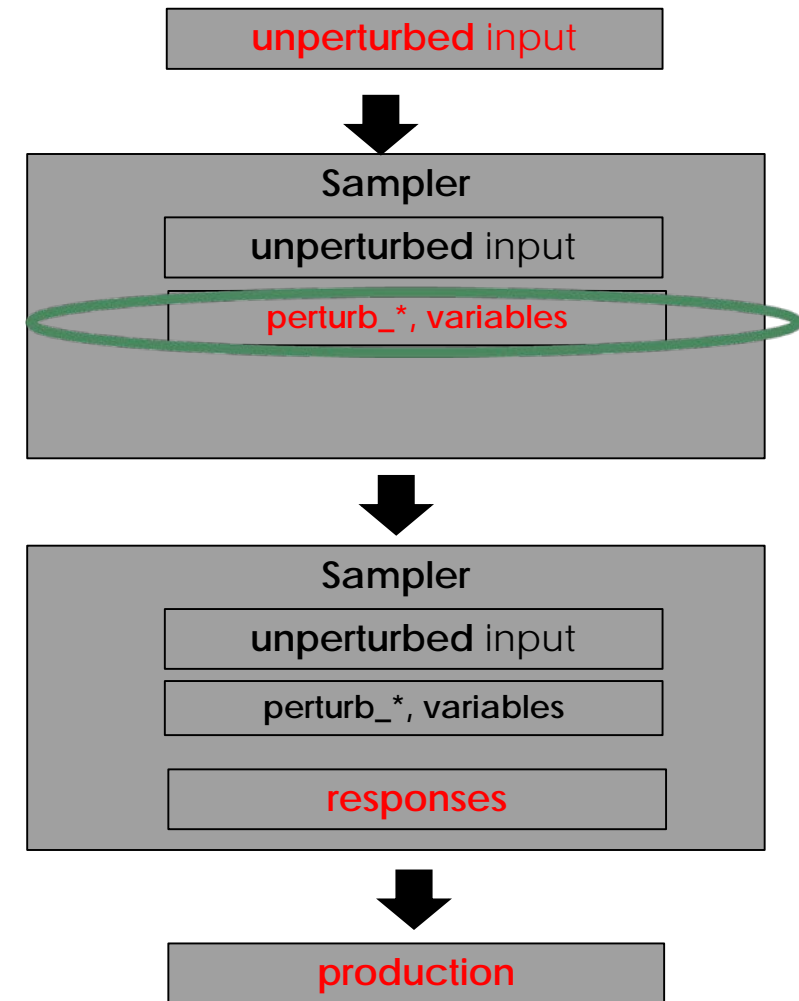 unperturbed input
Sampler
unperturbed input
perturb_*, variables
Sampler
unperturbed input
perturb_*, variables
responses
production